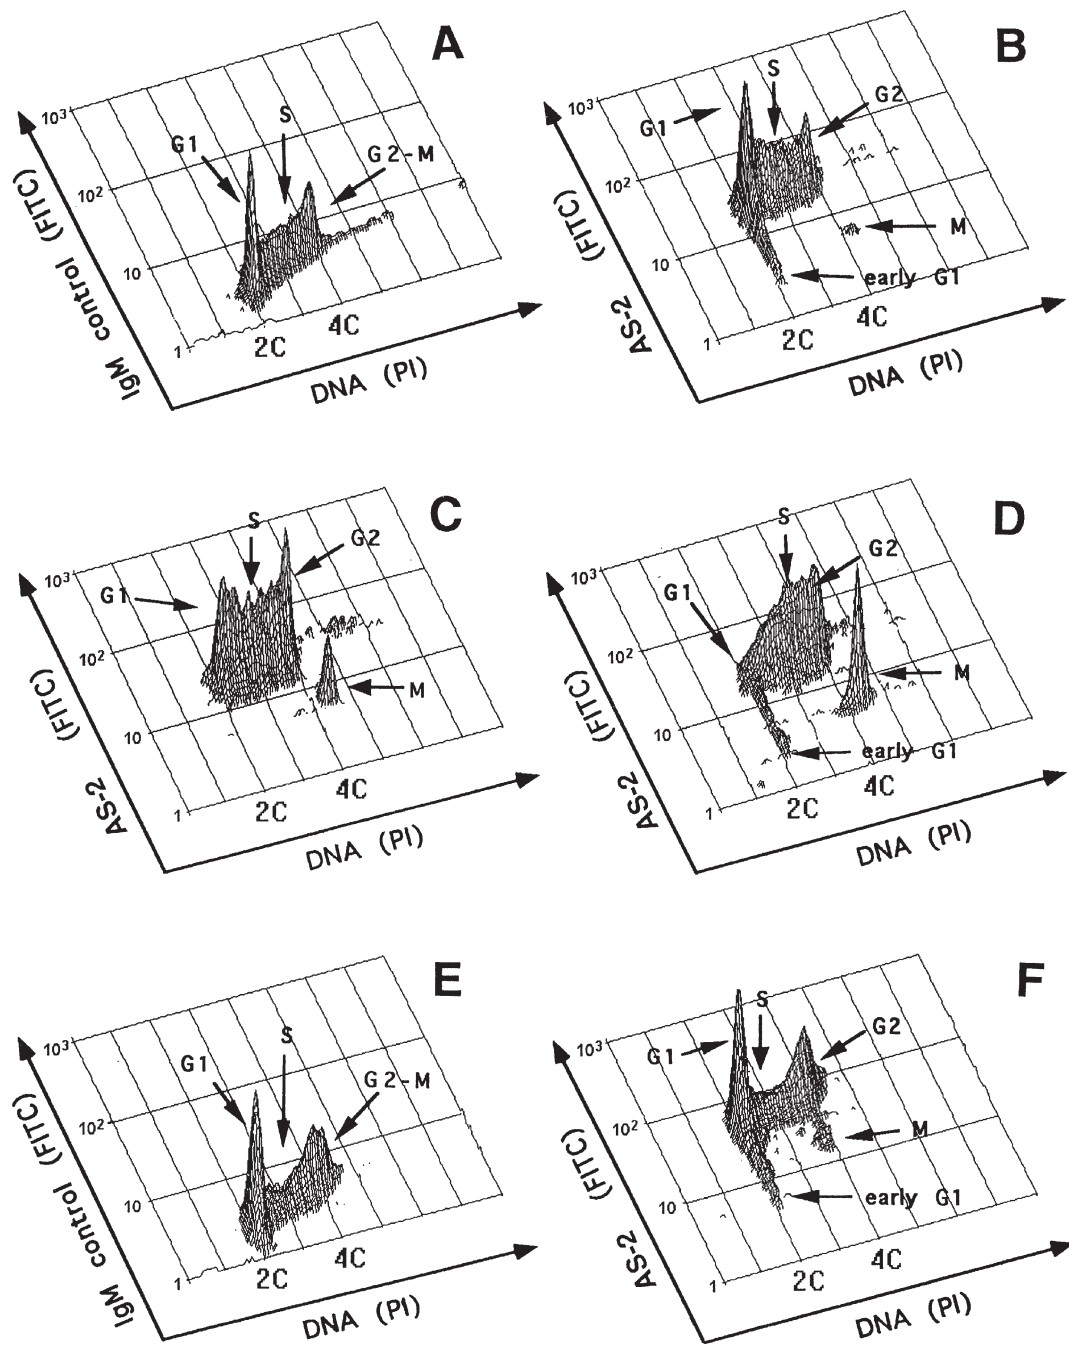 A
10³
10²
10
1
IgM control (FITC)
G1
S
G2-M
2C
4C
DNA (PI)
B
10³
10²
10
1
AS-2 (FITC)
G1
S
G2
M
early G1
2C
4C
DNA (PI)
C
10³
10²
10
1
AS-2 (FITC)
G1
S
G2
M
2C
4C
DNA (PI)
D
10³
10²
10
1
AS-2 (FITC)
G1
S
G2
M
early G1
2C
4C
DNA (PI)
E
10³
10²
10
1
IgM control (FITC)
G1
S
G2-M
2C
4C
DNA (PI)
F
10³
10²
10
1
AS-2 (FITC)
G1
S
G2
M
early G1
2C
4C
DNA (PI)